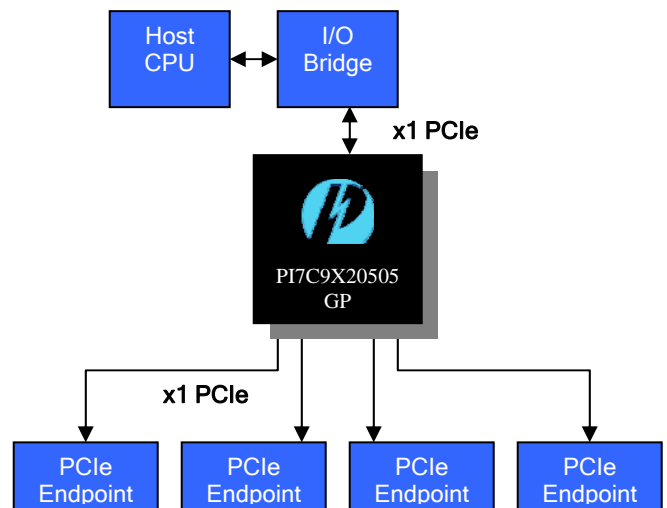 Host
CPU
I/O
Bridge
x1 PCIe
PI7C9X20505
GP
x1 PCIe
PCIe
Endpoint
PCIe
Endpoint
PCIe
Endpoint
PCIe
Endpoint